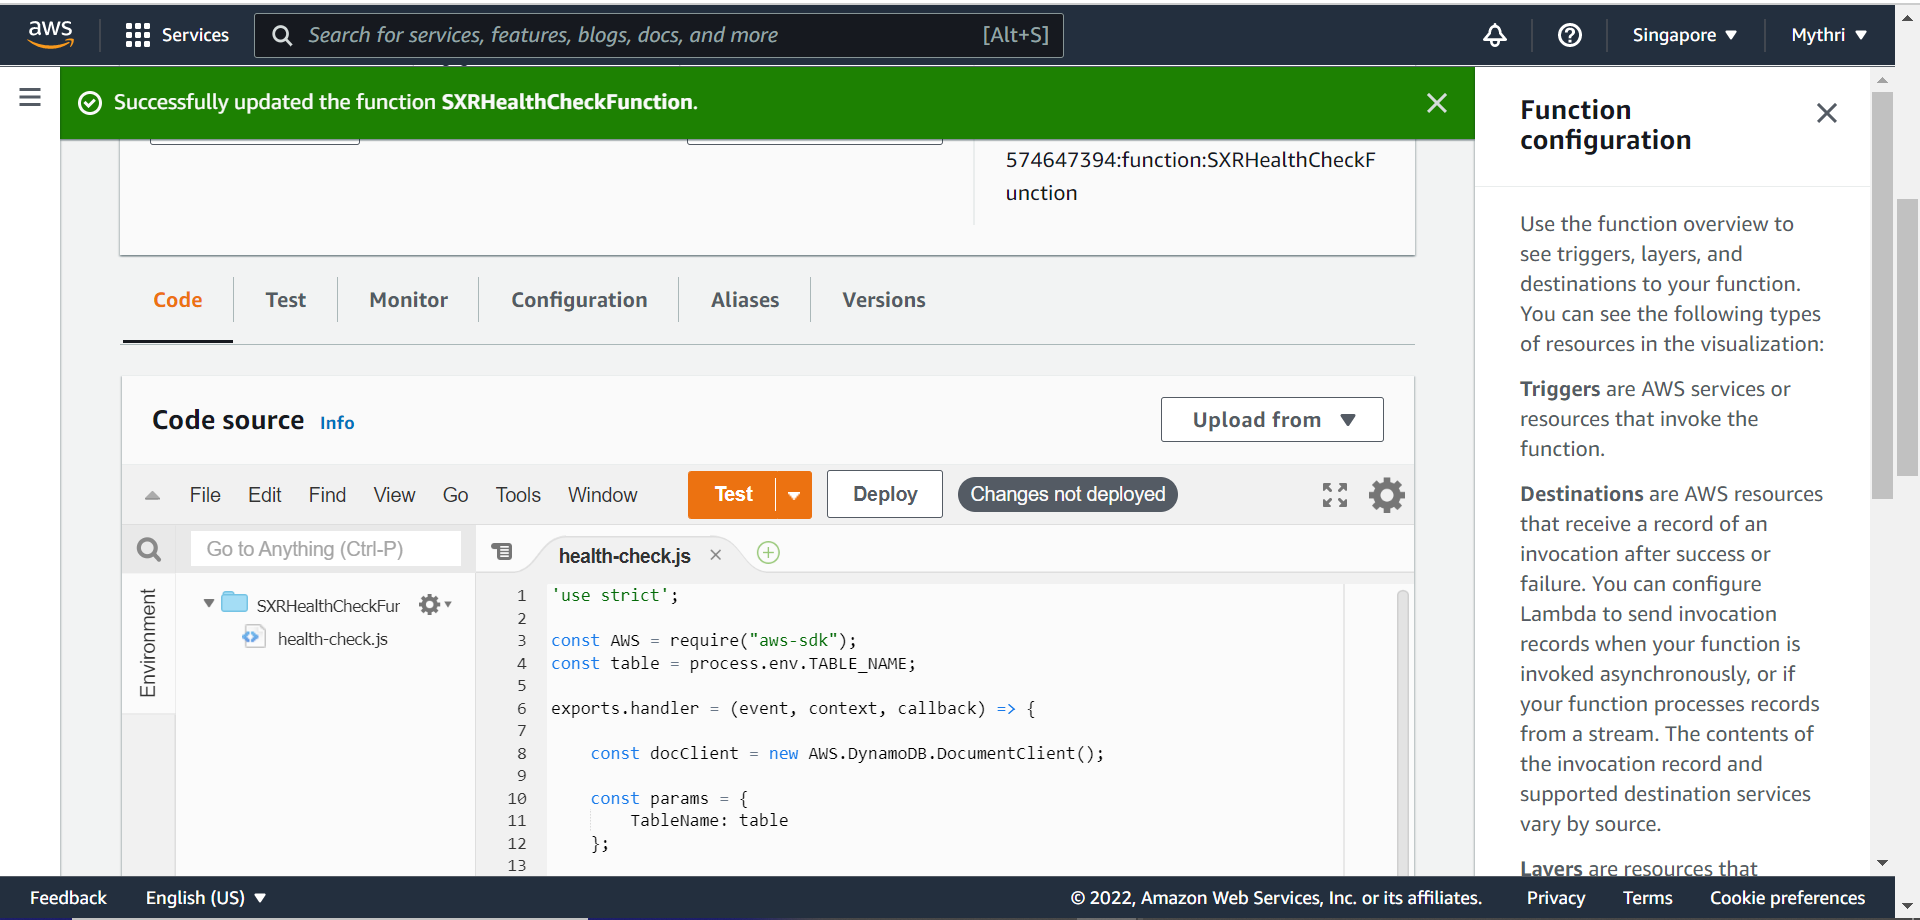 aws
Services
Search for services, features, blogs, docs, and more
[Alt+S]
Singapore ▼
Mythri ▼
Successfully updated the function SXRHealthCheckFunction.
574647394:function:SXRHealthCheckF
unction
Code
Test
Monitor
Configuration
Aliases
Versions
Code source Info
Upload from ▼
File Edit Find View Go Tools Window
Test
Deploy
Changes not deployed
Go to Anything (Ctrl-P)
health-check.js
Environment
SXRHealthCheckFur
health-check.js
1 'use strict';
2
3 const AWS = require("aws-sdk");
4 const table = process.env.TABLE_NAME;
5
6 exports.handler = (event, context, callback) => {
7
8 const docClient = new AWS.DynamoDB.DocumentClient();
9
10 const params = {
11 TableName: table
12 };
13
Function
configuration
Use the function overview to
see triggers, layers, and
destinations to your function.
You can see the following types
of resources in the visualization:
Triggers are AWS services or
resources that invoke the
function.
Destinations are AWS resources
that receive a record of an
invocation after success or
failure. You can configure
Lambda to send invocation
records when your function is
invoked asynchronously, or if
your function processes records
from a stream. The contents of
the invocation record and
supported destination services
vary by source.
Layers are resources that
Feedback
English (US) ▼
© 2022, Amazon Web Services, Inc. or its affiliates.
Privacy
Terms
Cookie preferences